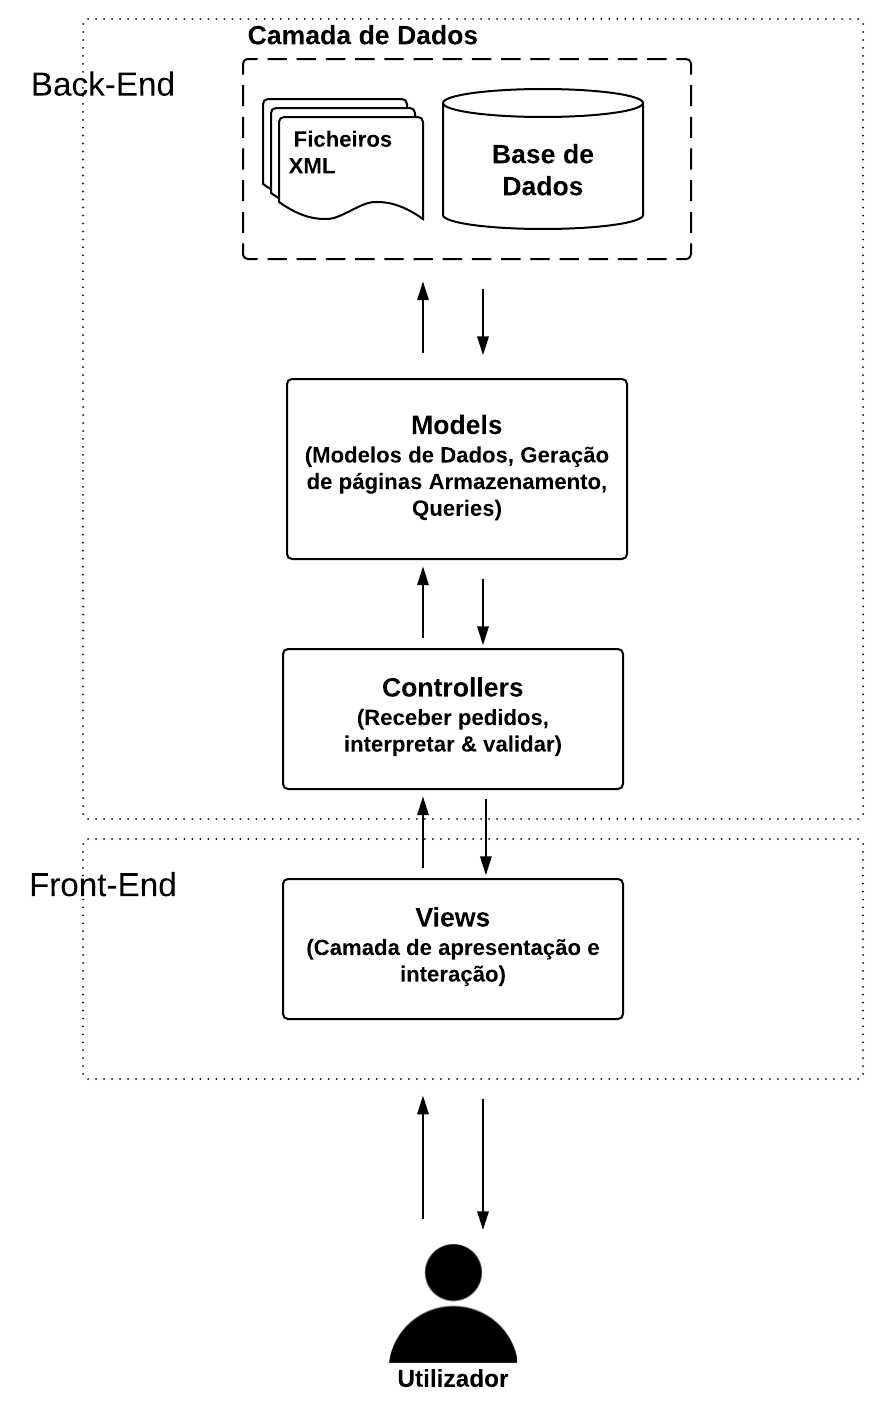 Camada de Dados
Back-End
Ficheiros
XML
Base de
Dados
Models
(Modelos de Dados, Geração
de páginas Armazenamento,
Queries)
Controllers
(Receber pedidos,
interpretar & validar)
Front-End
Views
(Camada de apresentação e
interação)
Utilizador